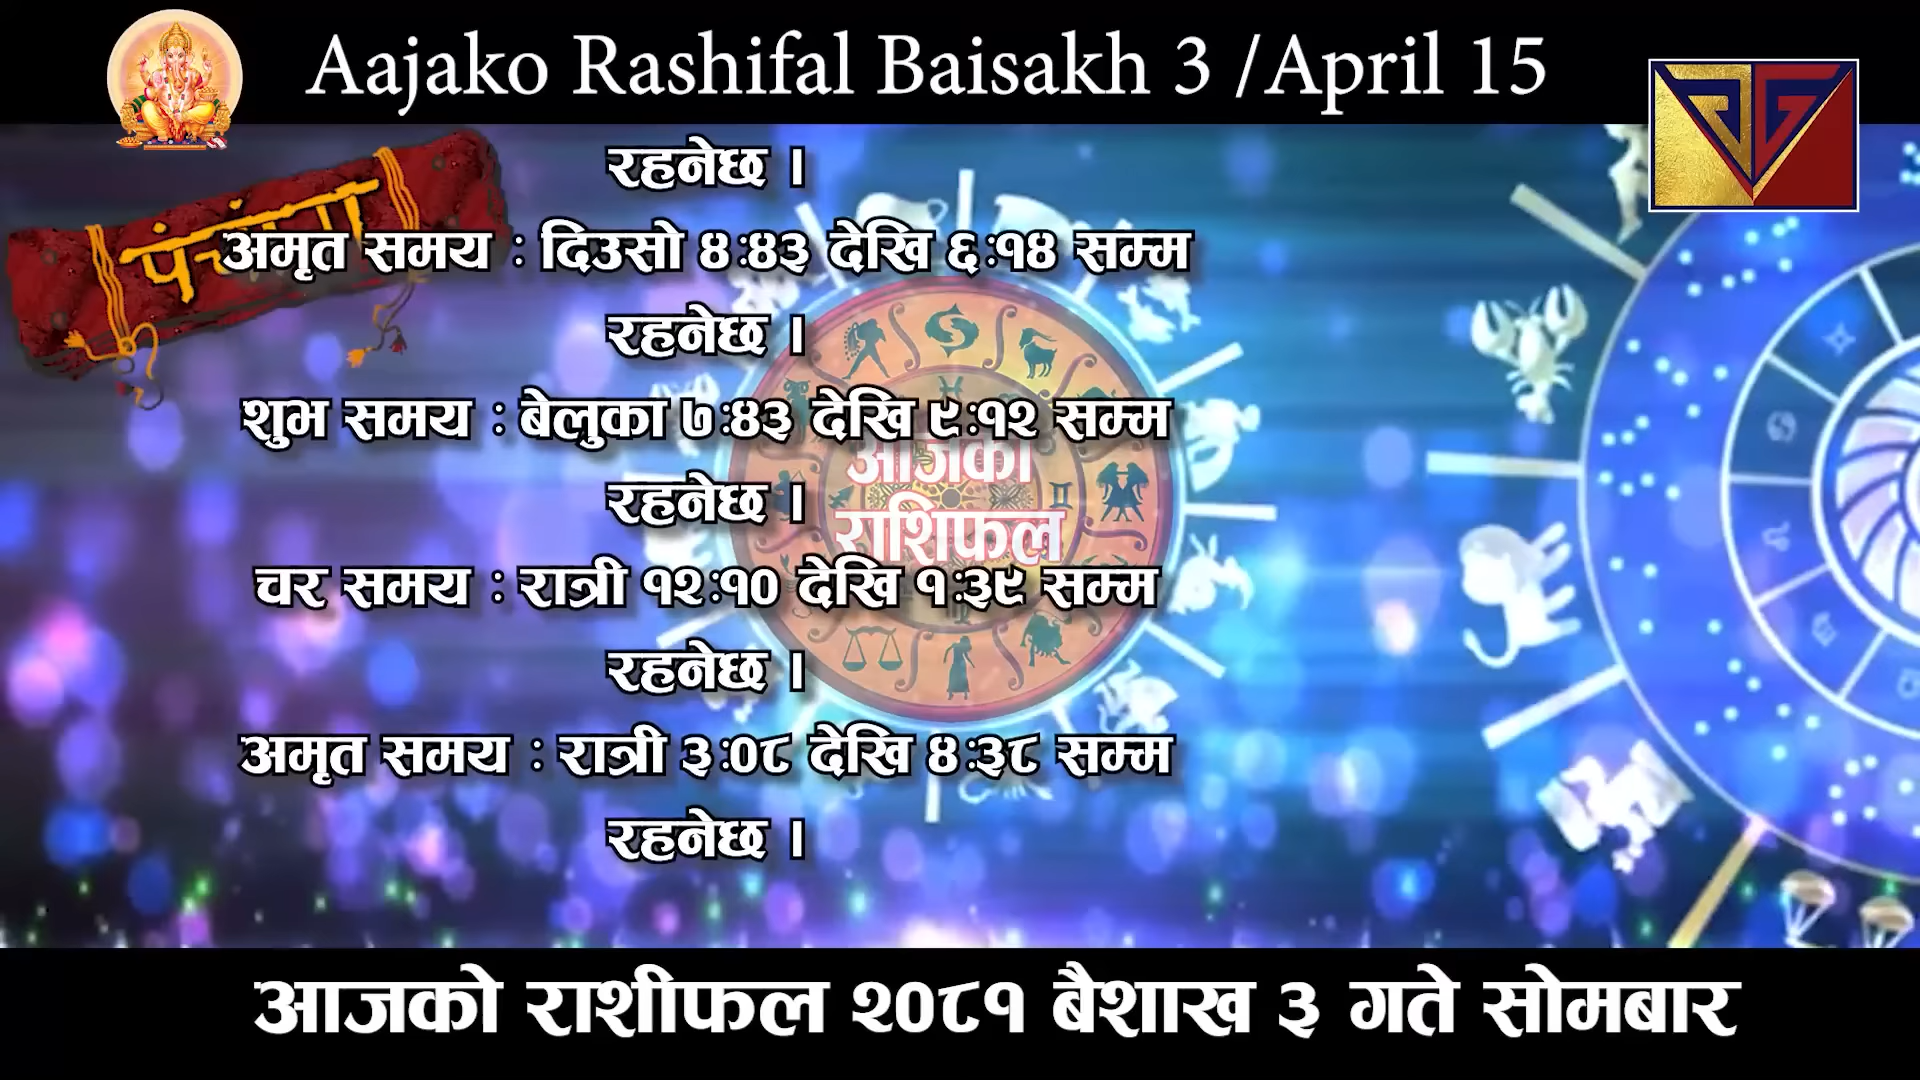 Aajako Rashifal Baisakh 3 /April 15
रहनेछ ।
पंचांग
अमृत समय : दिउसो ४:४३ देखि ६:१४ सम्म
रहनेछ ।
शुभ समय : बेलुका ७:४३ देखि ९:१२ सम्म
आजको
रहनेछ ।
राशिफल
चर समय : रात्री १२:१० देखि १:३९ सम्म
रहनेछ ।
अमृत समय : रात्री ३:०८ देखि ४:३८ सम्म
रहनेछ ।
आजको राशीफल २०८१ बैशाख ३ गते सोमबार